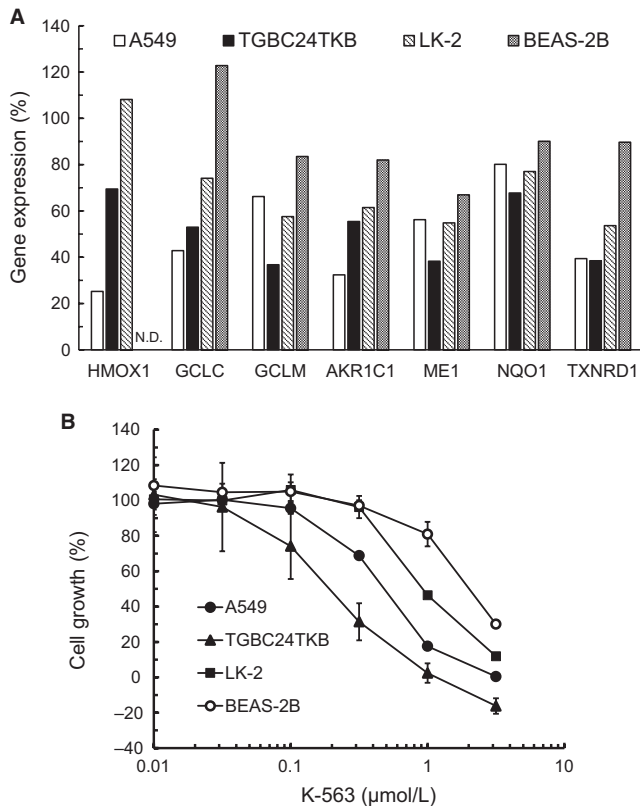 A
A549 TGBC24TKB LK-2 BEAS-2B
Gene expression (%)
140
120
100
80
60
40
20
0
N.D.
HMOX1 GCLC GCLM AKR1C1 ME1 NQO1 TXNRD1
B
Cell growth (%)
140
120
100
80
60
40
20
0
–20
–40
A549
TGBC24TKB
LK-2
BEAS-2B
0.01 0.1 1 10
K-563 (µmol/L)